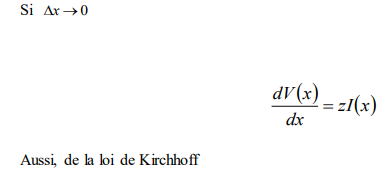 Si Δx → 0
dV(x)/dx = zI(x)
Aussi, de la loi de Kirchhoff